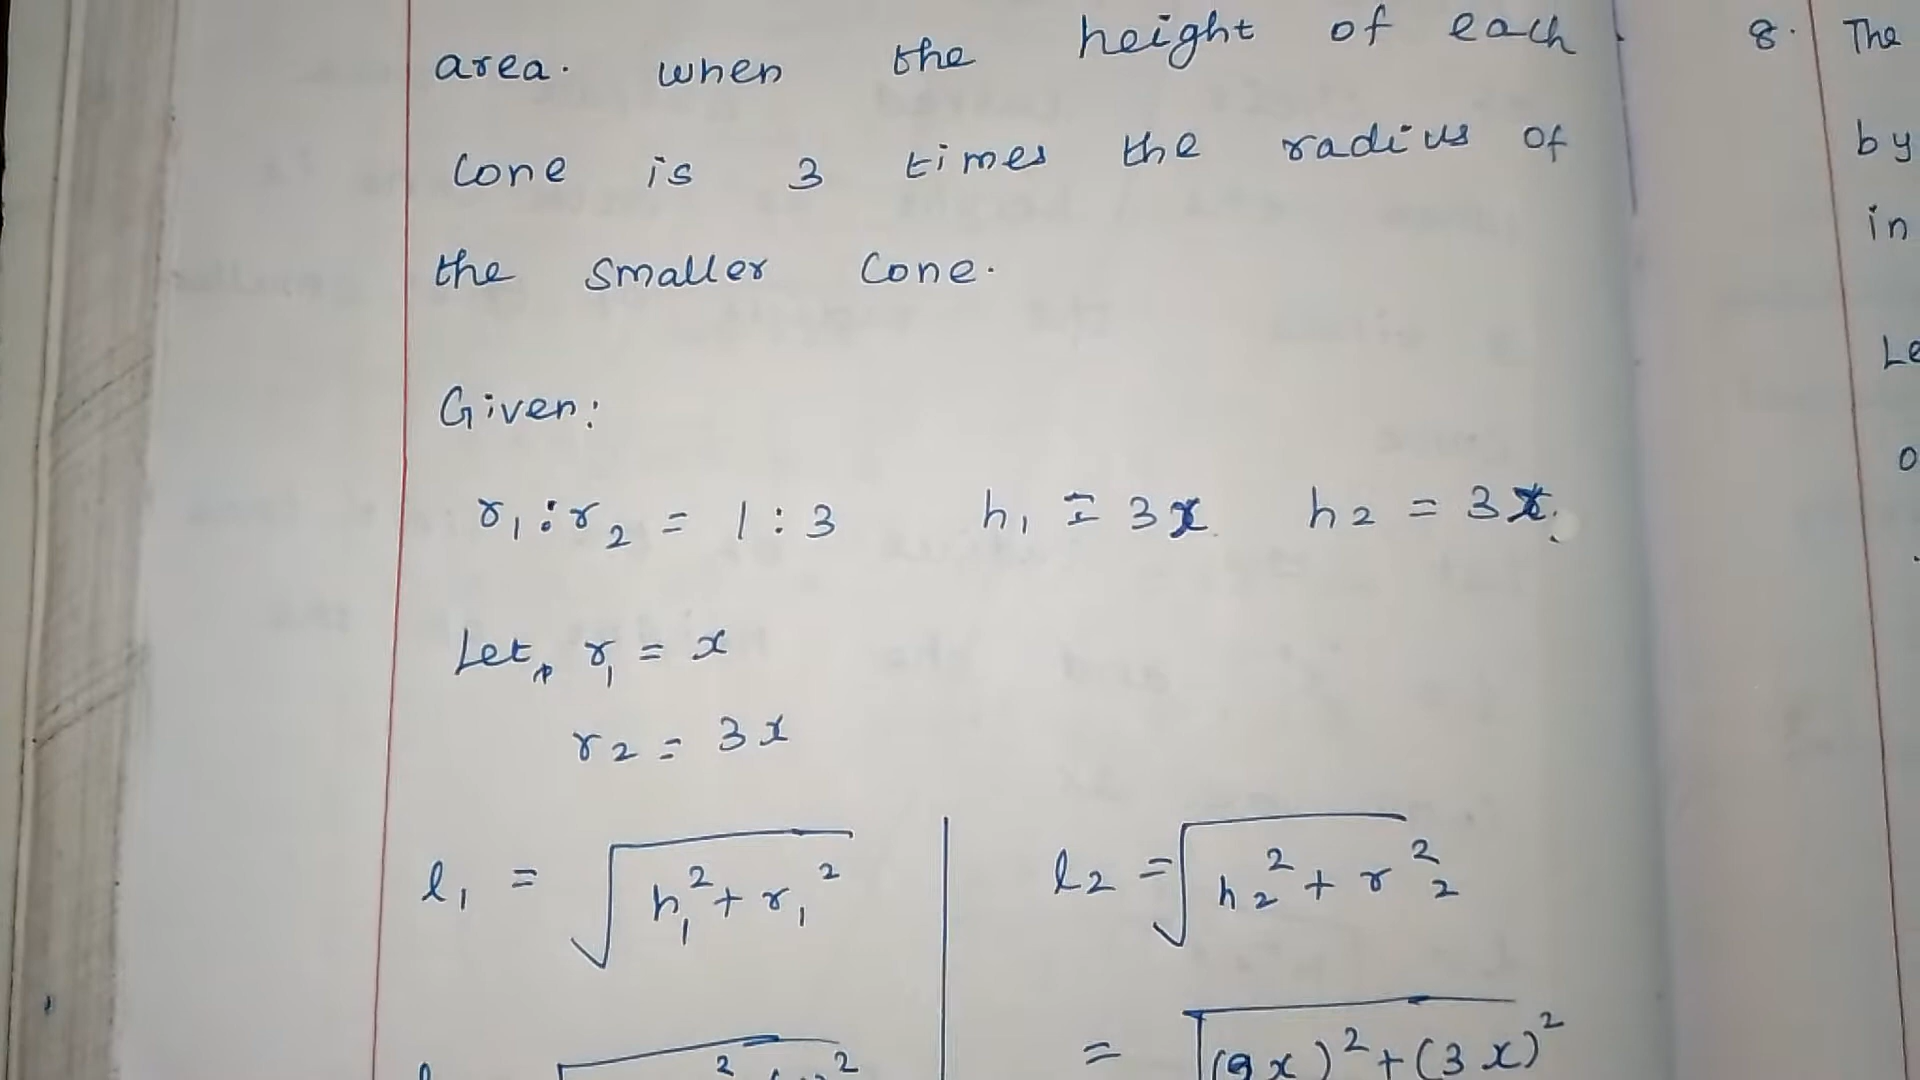 area. when the height of each
cone is 3 times the radius of
the smaller cone.
Given:
r₁ : r₂ = 1 : 3 h₁ = 3x h₂ = 3x.
Let, r₁ = x
r₂ = 3x
l₁ = √(h₁² + r₁²) l₂ = √(h₂² + r₂²)
= √((9x)² + (3x)²
8. The
by
in
Le